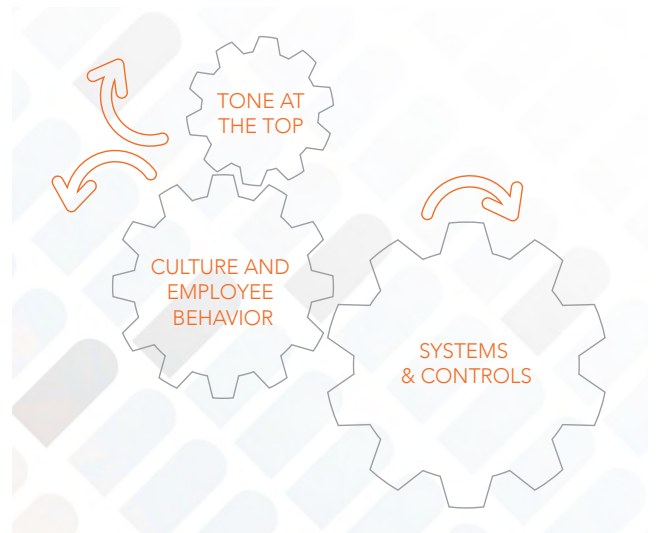 TONE AT
THE TOP
CULTURE AND
EMPLOYEE
BEHAVIOR
SYSTEMS
& CONTROLS